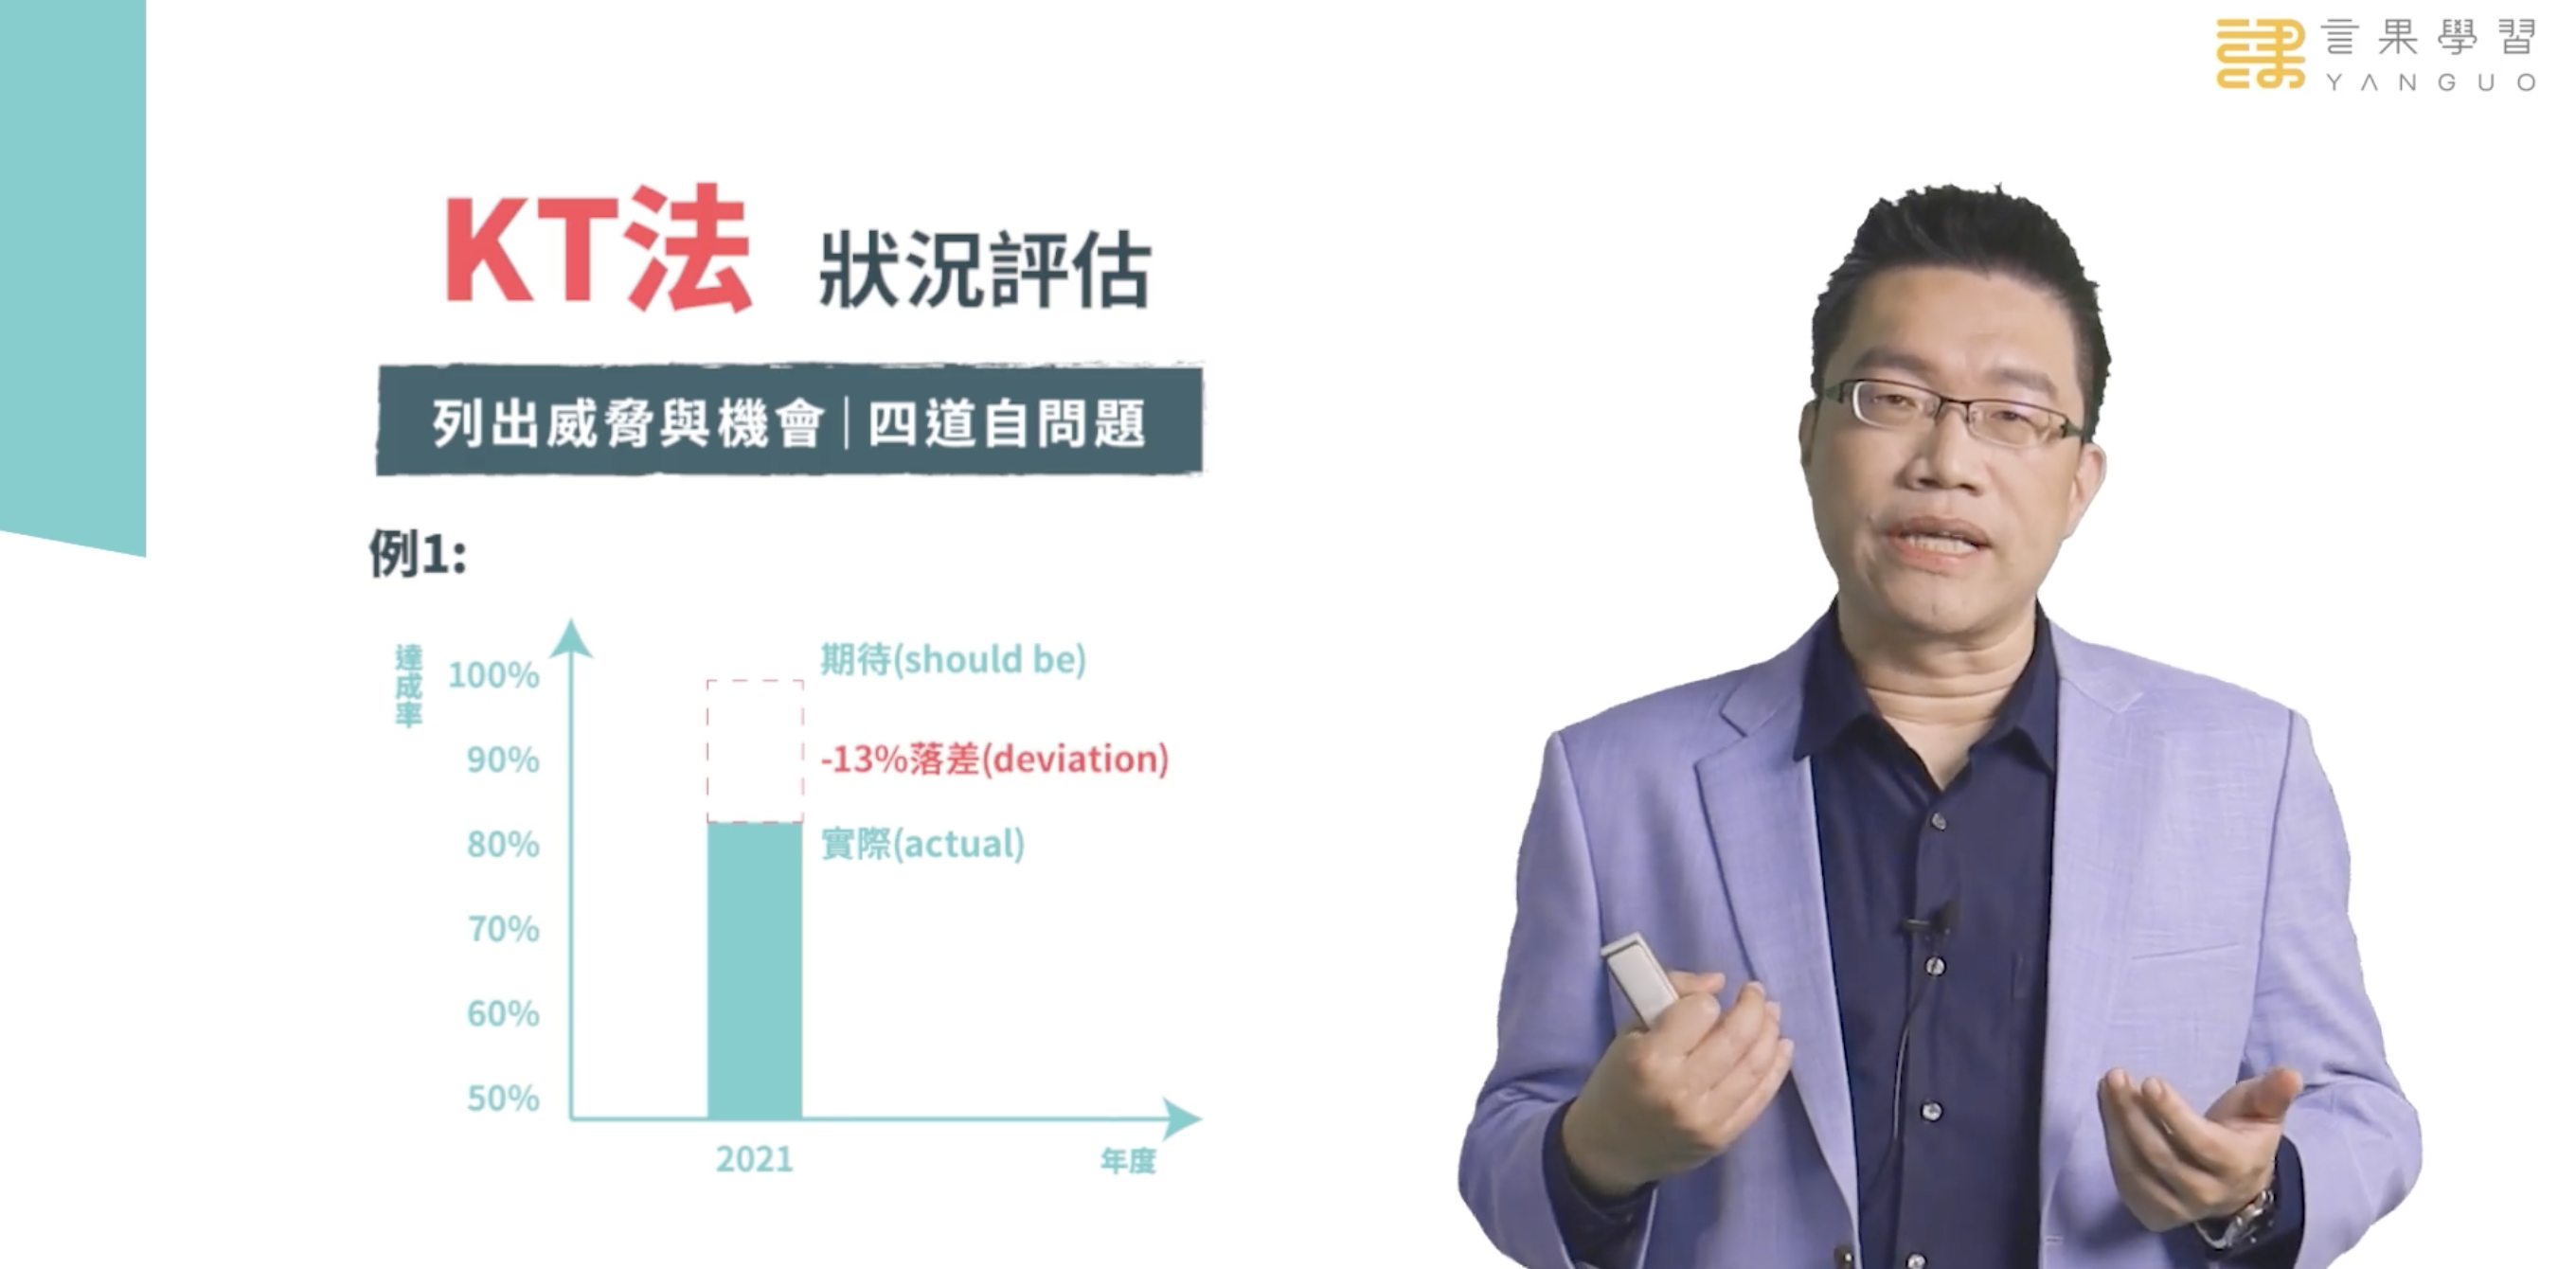 言果學習
YANGUO
KT法 狀況評估
列出威脅與機會|四道自問題
例1:
達成率
100%
90%
80%
70%
60%
50%
期待(should be)
-13%落差(deviation)
實際(actual)
2021
年度